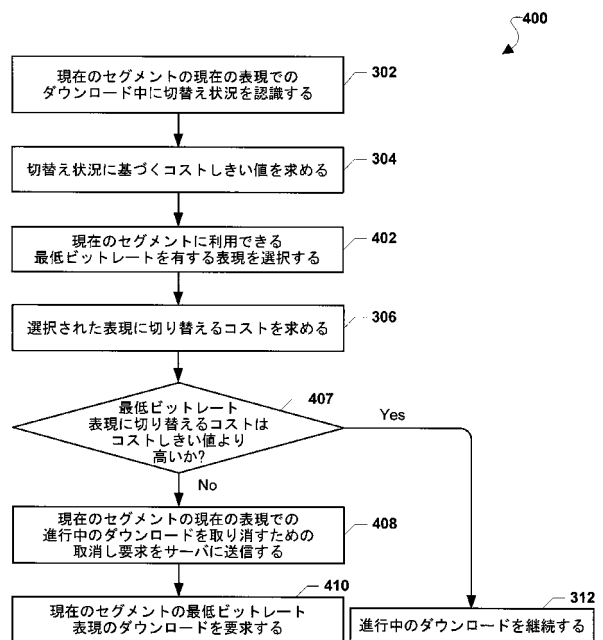 400
現在のセグメントの現在の表現での
ダウンロード中に切替え状況を認識する
302
切替え状況に基づくコストしきい値を求める
304
現在のセグメントに利用できる
最低ビットレートを有する表現を選択する
402
選択された表現に切り替えるコストを求める
306
最低ビットレート
表現に切り替えるコストは
コストしきい値より
高いか?
407
Yes
No
現在のセグメントの現在の表現での
進行中のダウンロードを取り消すための
取消し要求をサーバに送信する
408
410
現在のセグメントの最低ビットレート
表現のダウンロードを要求する
312
進行中のダウンロードを継続する